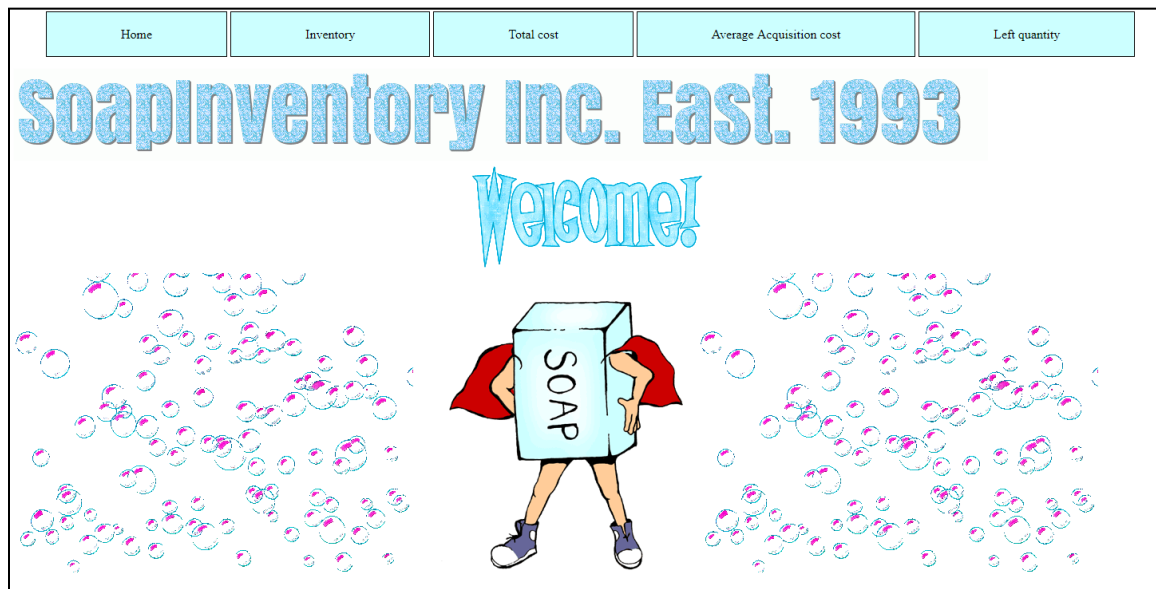 Home Inventory Total cost Average Acquisition cost Left quantity
SoapInventory Inc. East. 1993
Welcome!
SOAP